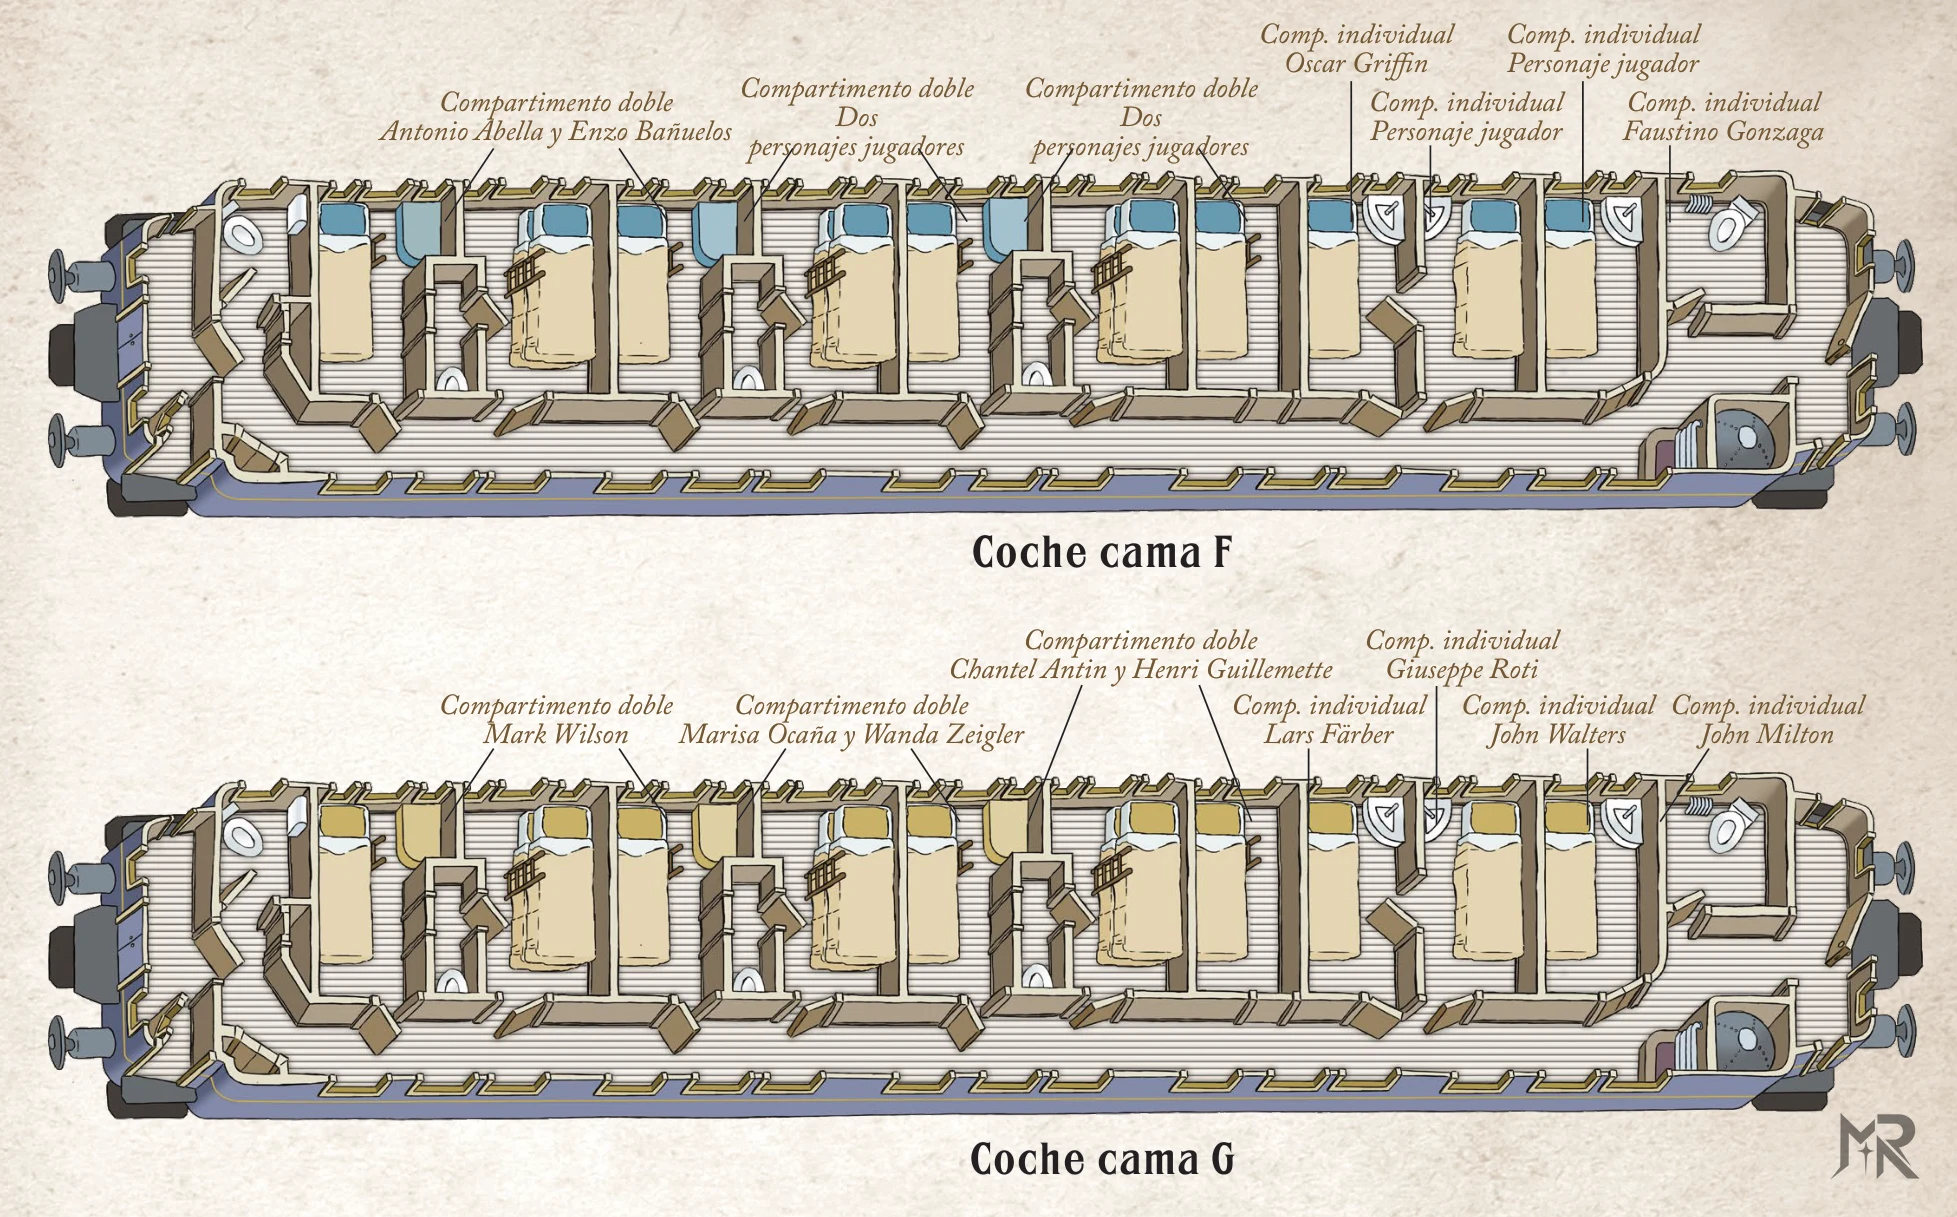 Comp. individual
Oscar Griffin
Comp. individual
Personaje jugador
Compartimento doble
Antonio Abella y Enzo Bañuelos
Compartimento doble
Dos
personajes jugadores
Compartimento doble
Dos
personajes jugadores
Comp. individual
Personaje jugador
Comp. individual
Faustino Gonzaga
Coche cama F
Compartimento doble
Chantel Antin y Henri Guillemette
Comp. individual
Giuseppe Roti
Compartimento doble
Mark Wilson
Compartimento doble
Marisa Ocaña y Wanda Zeigler
Comp. individual
Lars Färber
Comp. individual
John Walters
Comp. individual
John Milton
Coche cama G
MR